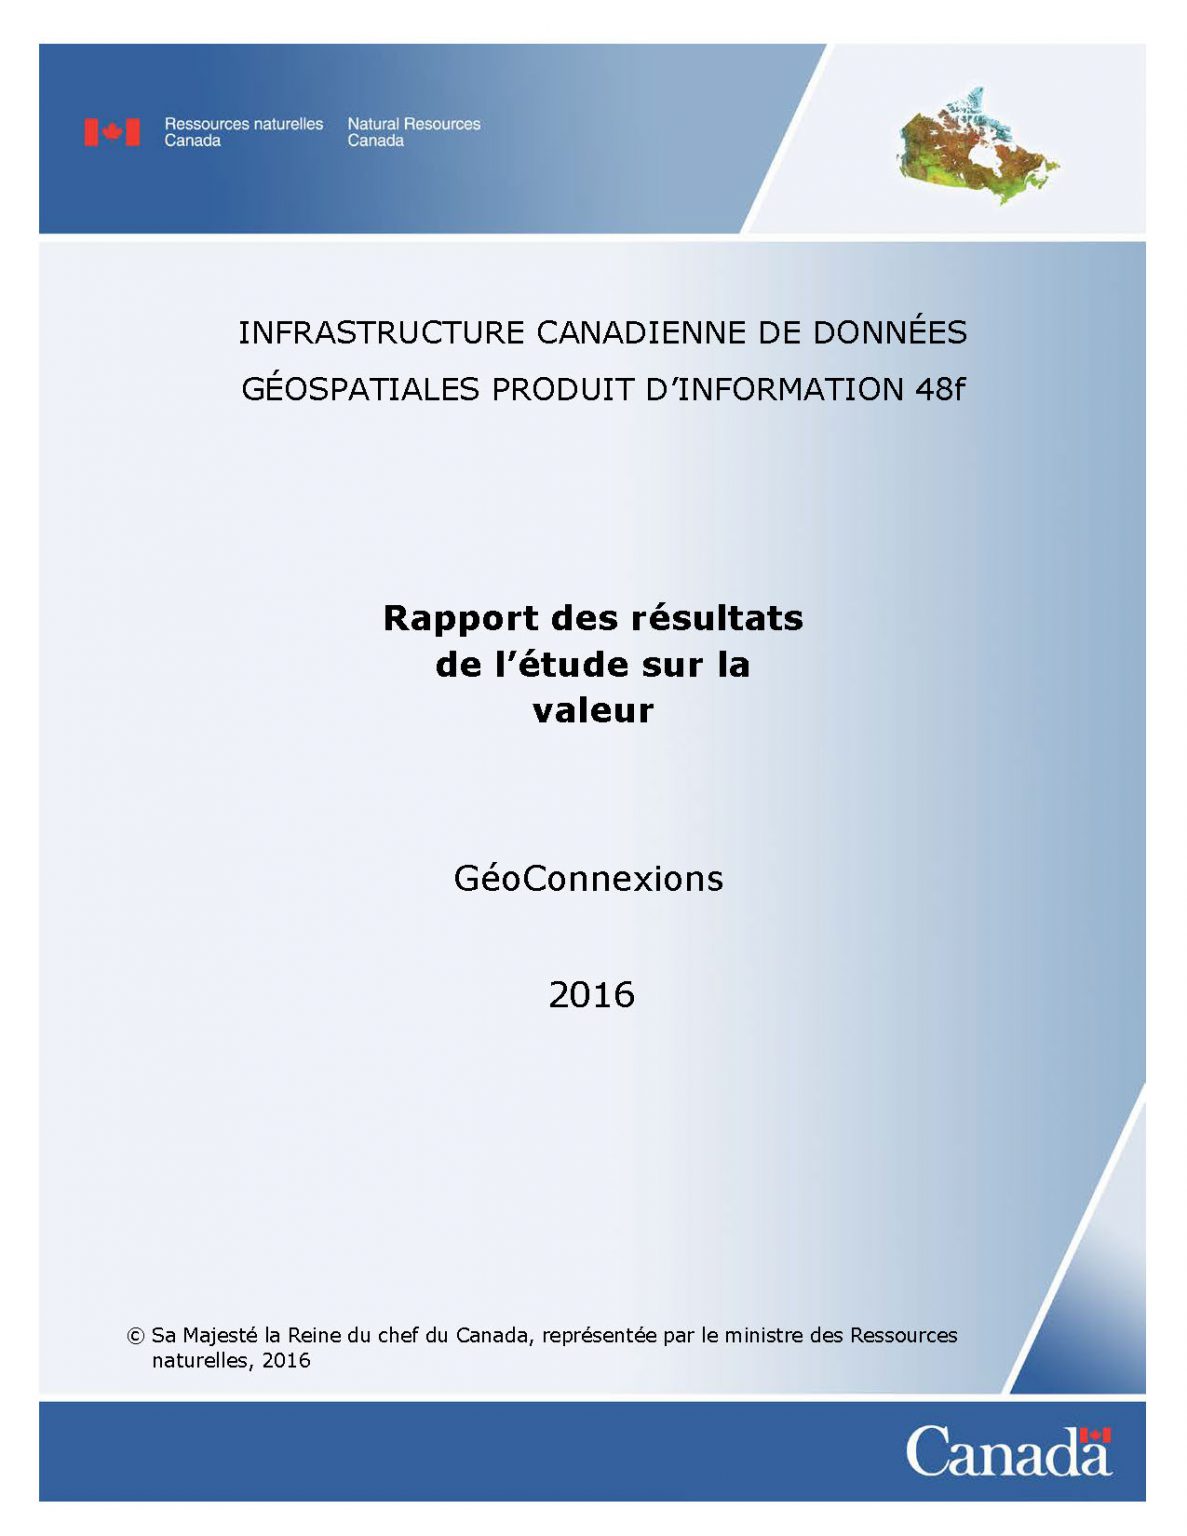 Ressources naturelles Canada
Natural Resources Canada
INFRASTRUCTURE CANADIENNE DE DONNÉES
GÉOSPATIALES PRODUIT D’INFORMATION 48f
Rapport des résultats
de l’étude sur la
valeur
GéoConnexions
2016
© Sa Majesté la Reine du chef du Canada, représentée par le ministre des Ressources
naturelles, 2016
Canada